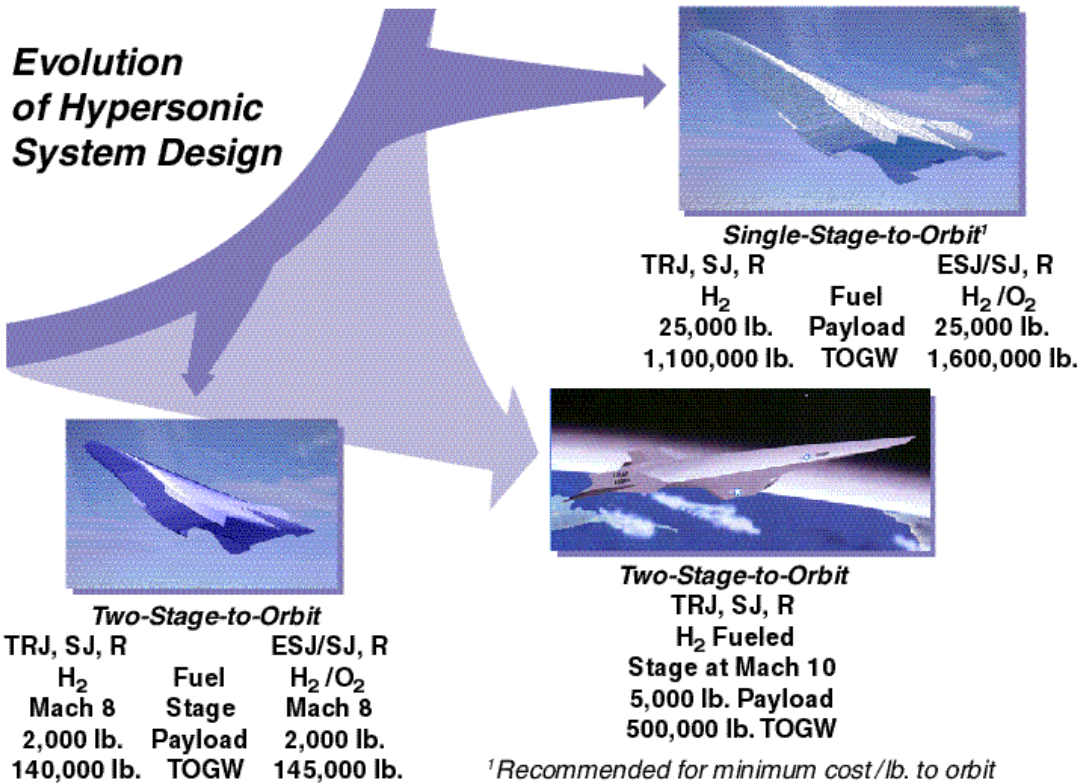 Evolution
of Hypersonic
System Design
Single-Stage-to-Orbit¹
TRJ, SJ, R ESJ/SJ, R
H₂ Fuel H₂/O₂
25,000 lb. Payload 25,000 lb.
1,100,000 lb. TOGW 1,600,000 lb.
Two-Stage-to-Orbit
TRJ, SJ, R ESJ/SJ, R
H₂ Fuel H₂/O₂
Mach 8 Stage Mach 8
2,000 lb. Payload 2,000 lb.
140,000 lb. TOGW 145,000 lb.
Two-Stage-to-Orbit
TRJ, SJ, R
H₂ Fueled
Stage at Mach 10
5,000 lb. Payload
500,000 lb. TOGW
¹Recommended for minimum cost/lb. to orbit